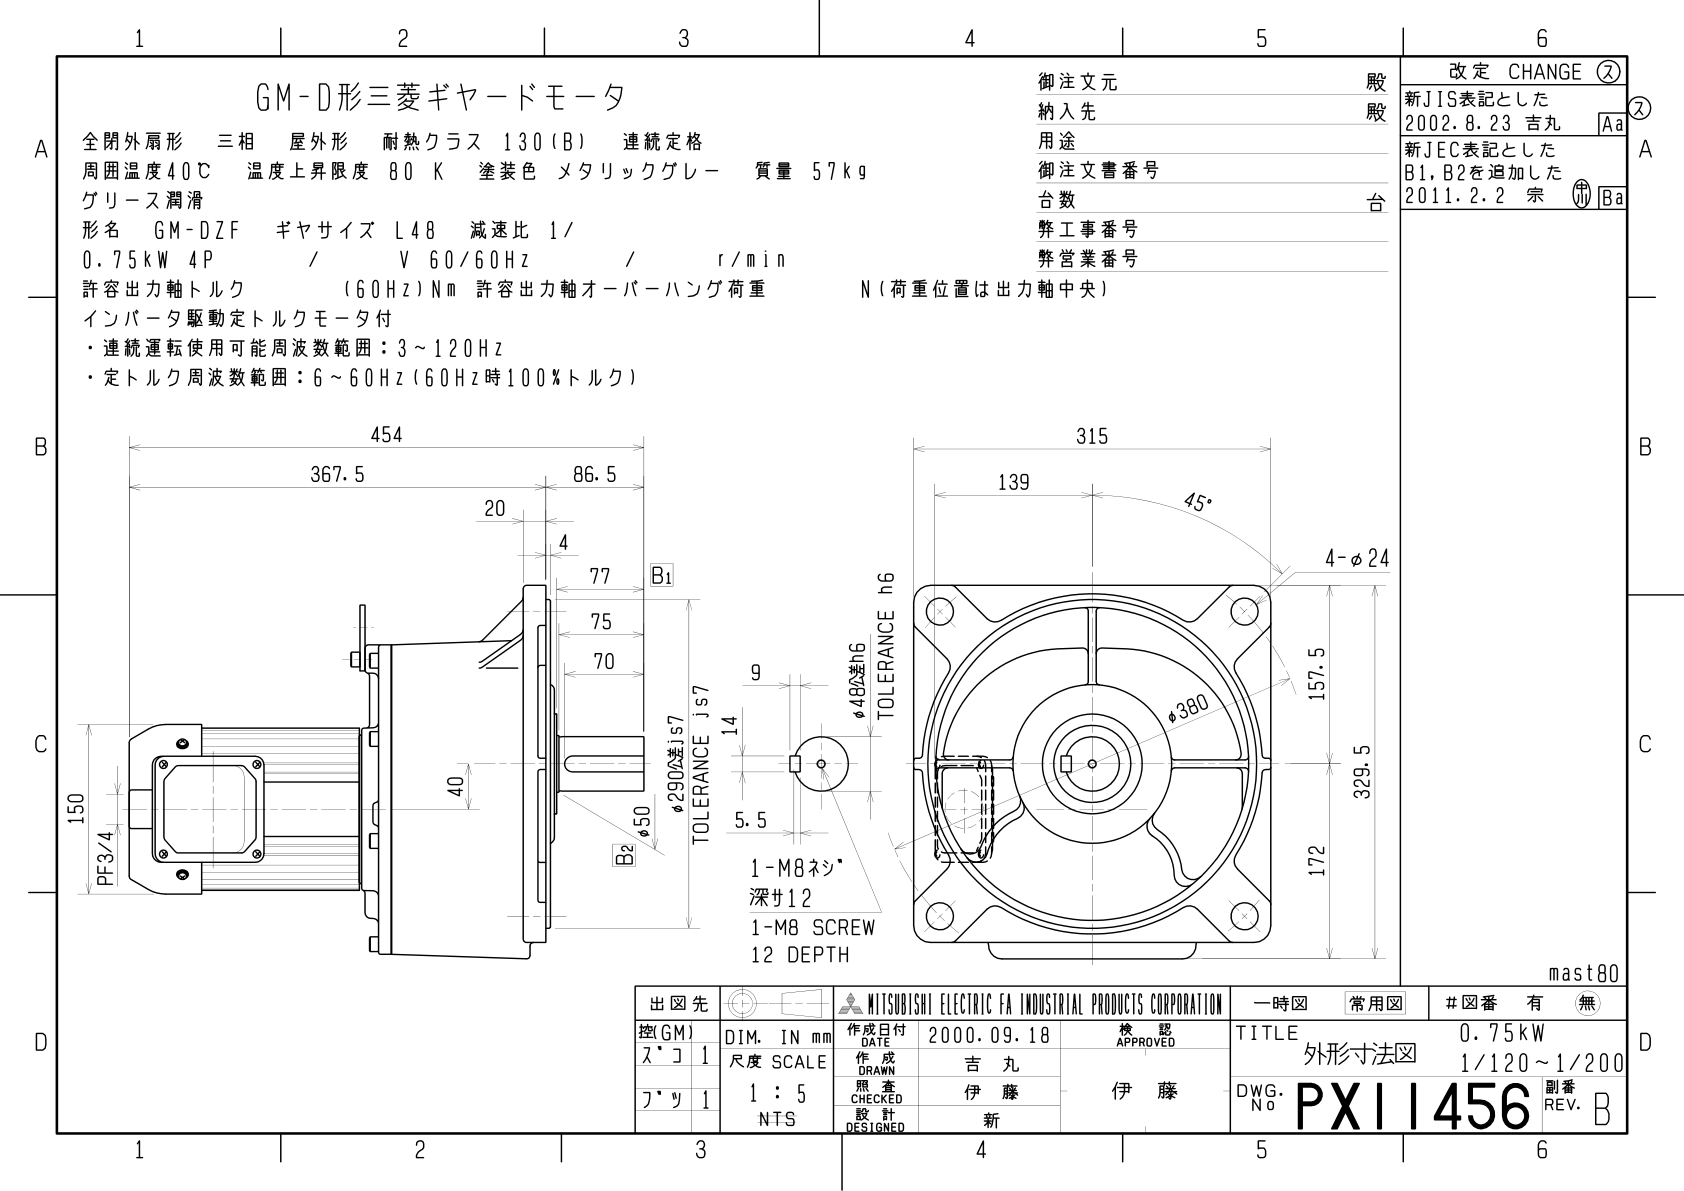 1 2 3 4 5 6
GM-D形三菱ギヤードモータ
全閉外扇形 三相 屋外形 耐熱クラス 130(B) 連続定格
周囲温度40℃ 温度上昇限度 80 K 塗装色 メタリックグレー 質量 57kg
グリース潤滑
形名 GM-DZF ギヤサイズ L48 減速比 1/
0.75kW 4P / V 60/60Hz / r/min
許容出力軸トルク (60Hz)Nm 許容出力軸オーバーハング荷重 N(荷重位置は出力軸中央)
インバータ駆動定トルクモータ付
・連続運転使用可能周波数範囲：3～120Hz
・定トルク周波数範囲：6～60Hz(60Hz時100%トルク)
御注文元 殿
納入先 殿
用途
御注文書番号
台数 台
弊工事番号
弊営業番号
改定 CHANGE ス
新JIS表記とした
2002.8.23 吉丸 Aa
ス
新JEC表記とした
B1,B2を追加した
2011.2.2 宗 Ba
A A
B B
C C
D D
454
367.5 86.5
20
4
77 B1
75
70
40
150
PF3/4
φ50
B2
φ290公差js7
TOLERANCE js7
9
14
5.5
φ48公差h6
TOLERANCE h6
1-M8ネジ
深サ12
1-M8 SCREW
12 DEPTH
315
139
45°
4-φ24
φ380
157.5
329.5
172
mast80
出図先
控(GM)
スﾞコ 1
フﾞツ 1
DIM. IN mm
尺度 SCALE
1 : 5
NTS
MITSUBISHI ELECTRIC FA INDUSTRIAL PRODUCTS CORPORATION
作成日付
DATE
2000.09.18
作成
DRAWN
吉丸
照査
CHECKED
伊藤
設計
DESIGNED
新
検認
APPROVED
伊藤
一時図 常用図 #図番 有 無
TITLE 0.75kW
外形寸法図 1/120～1/200
DWG.
No
PX11456
副番
REV.
B
1 2 3 4 5 6